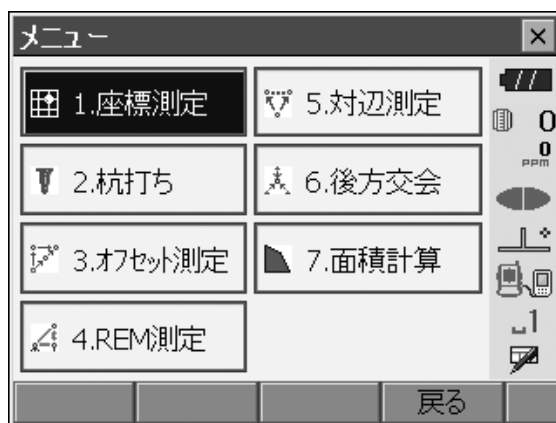 メニュー
1.座標測定
2.杭打ち
3.オフセット測定
4.REM測定
5.対辺測定
6.後方交会
7.面積計算
0
0
PPM
1
戻る